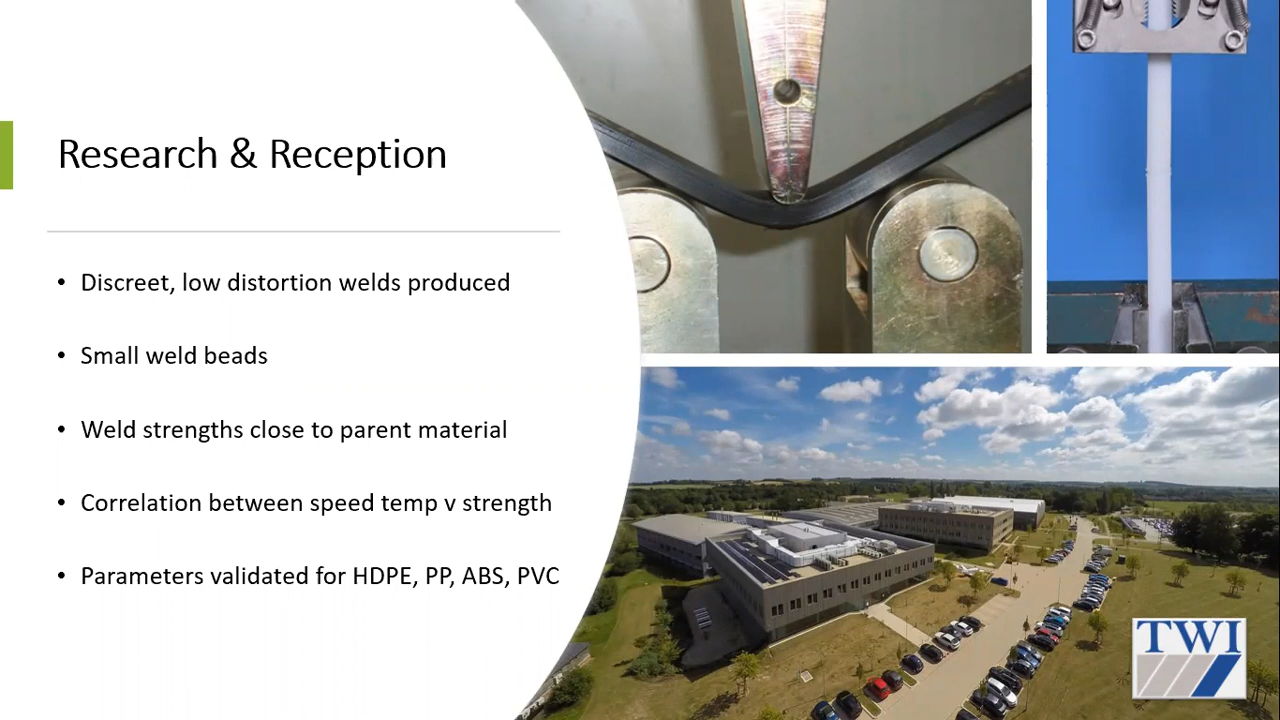 Research & Reception
• Discreet, low distortion welds produced
• Small weld beads
• Weld strengths close to parent material
• Correlation between speed temp v strength
• Parameters validated for HDPE, PP, ABS, PVC
TWI